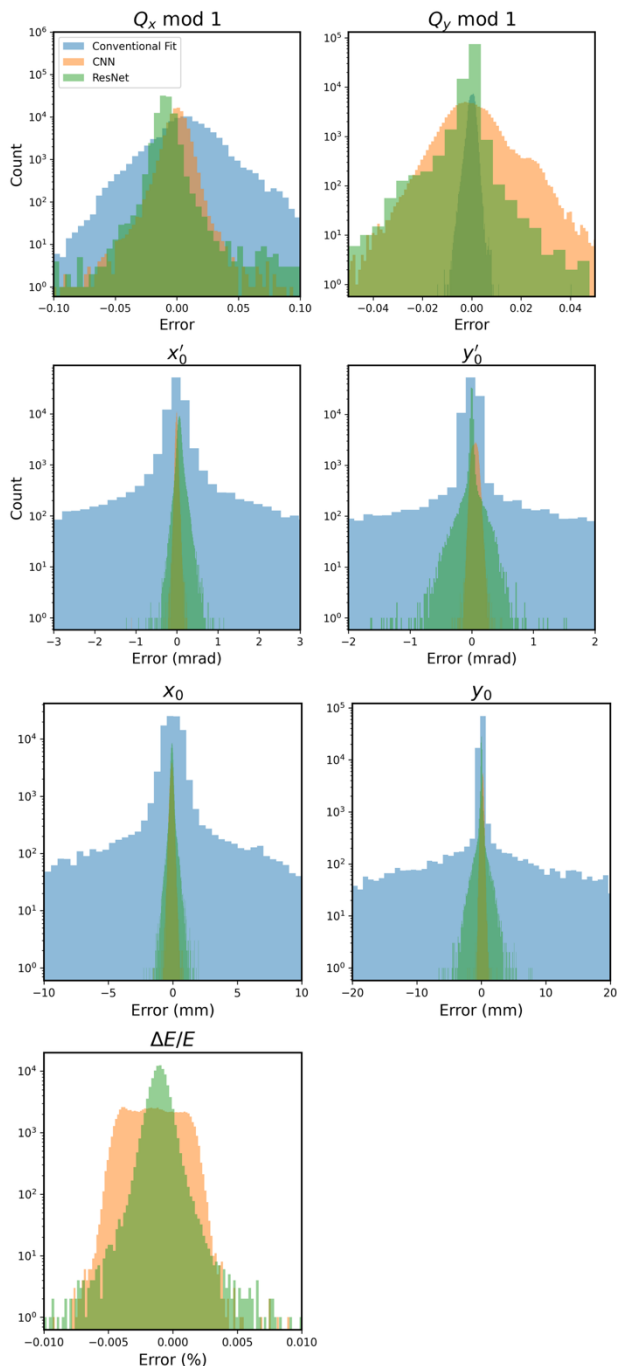 Q_x mod 1
10^6
10^5
10^4
10^3
10^2
10^1
10^0
Count
Conventional Fit
CNN
ResNet
−0.10 −0.05 0.00 0.05 0.10
Error
Q_y mod 1
10^5
10^4
10^3
10^2
10^1
10^0
−0.04 −0.02 0.00 0.02 0.04
Error
x′_0
10^4
10^3
10^2
10^1
10^0
Count
−3 −2 −1 0 1 2 3
Error (mrad)
y′_0
10^4
10^3
10^2
10^1
10^0
−2 −1 0 1 2
Error (mrad)
x_0
10^4
10^3
10^2
10^1
10^0
−10 −5 0 5 10
Error (mm)
y_0
10^5
10^4
10^3
10^2
10^1
10^0
−20 −10 0 10 20
Error (mm)
ΔE/E
10^4
10^3
10^2
10^1
10^0
−0.010 −0.005 0.000 0.005 0.010
Error (%)